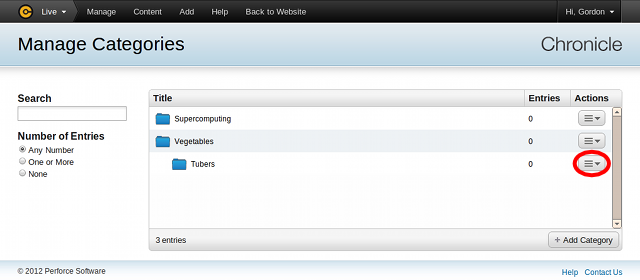 Live Manage Content Add Help Back to Website Hi, Gordon
Manage Categories Chronicle
Search
Number of Entries
Any Number
One or More
None
Title Entries Actions
Supercomputing 0
Vegetables 0
Tubers 0
3 entries + Add Category
© 2012 Perforce Software Help Contact Us